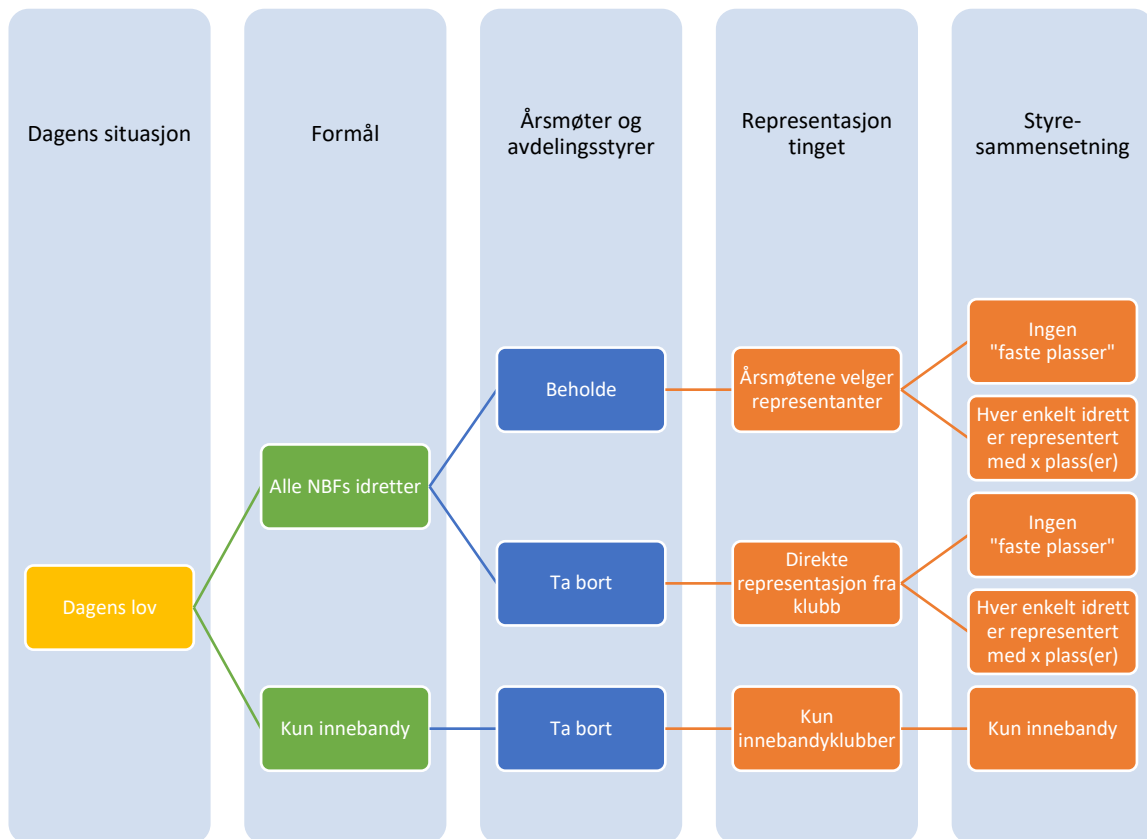 Dagens situasjon
Formål
Årsmøter og
avdelingsstyrer
Representasjon
tinget
Styre-
sammensetning
Dagens lov
Alle NBFs idretter
Kun innebandy
Beholde
Ta bort
Ta bort
Årsmøtene velger
representanter
Direkte
representasjon fra
klubb
Kun
innebandyklubber
Ingen
"faste plasser"
Hver enkelt idrett
er representert
med x plass(er)
Ingen
"faste plasser"
Hver enkelt idrett
er representert
med x plass(er)
Kun innebandy